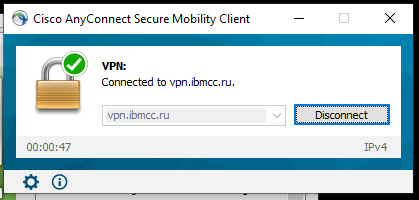 Cisco AnyConnect Secure Mobility Client
VPN:
Connected to vpn.ibmcc.ru.
vpn.ibmcc.ru
Disconnect
00:00:47
IPv4